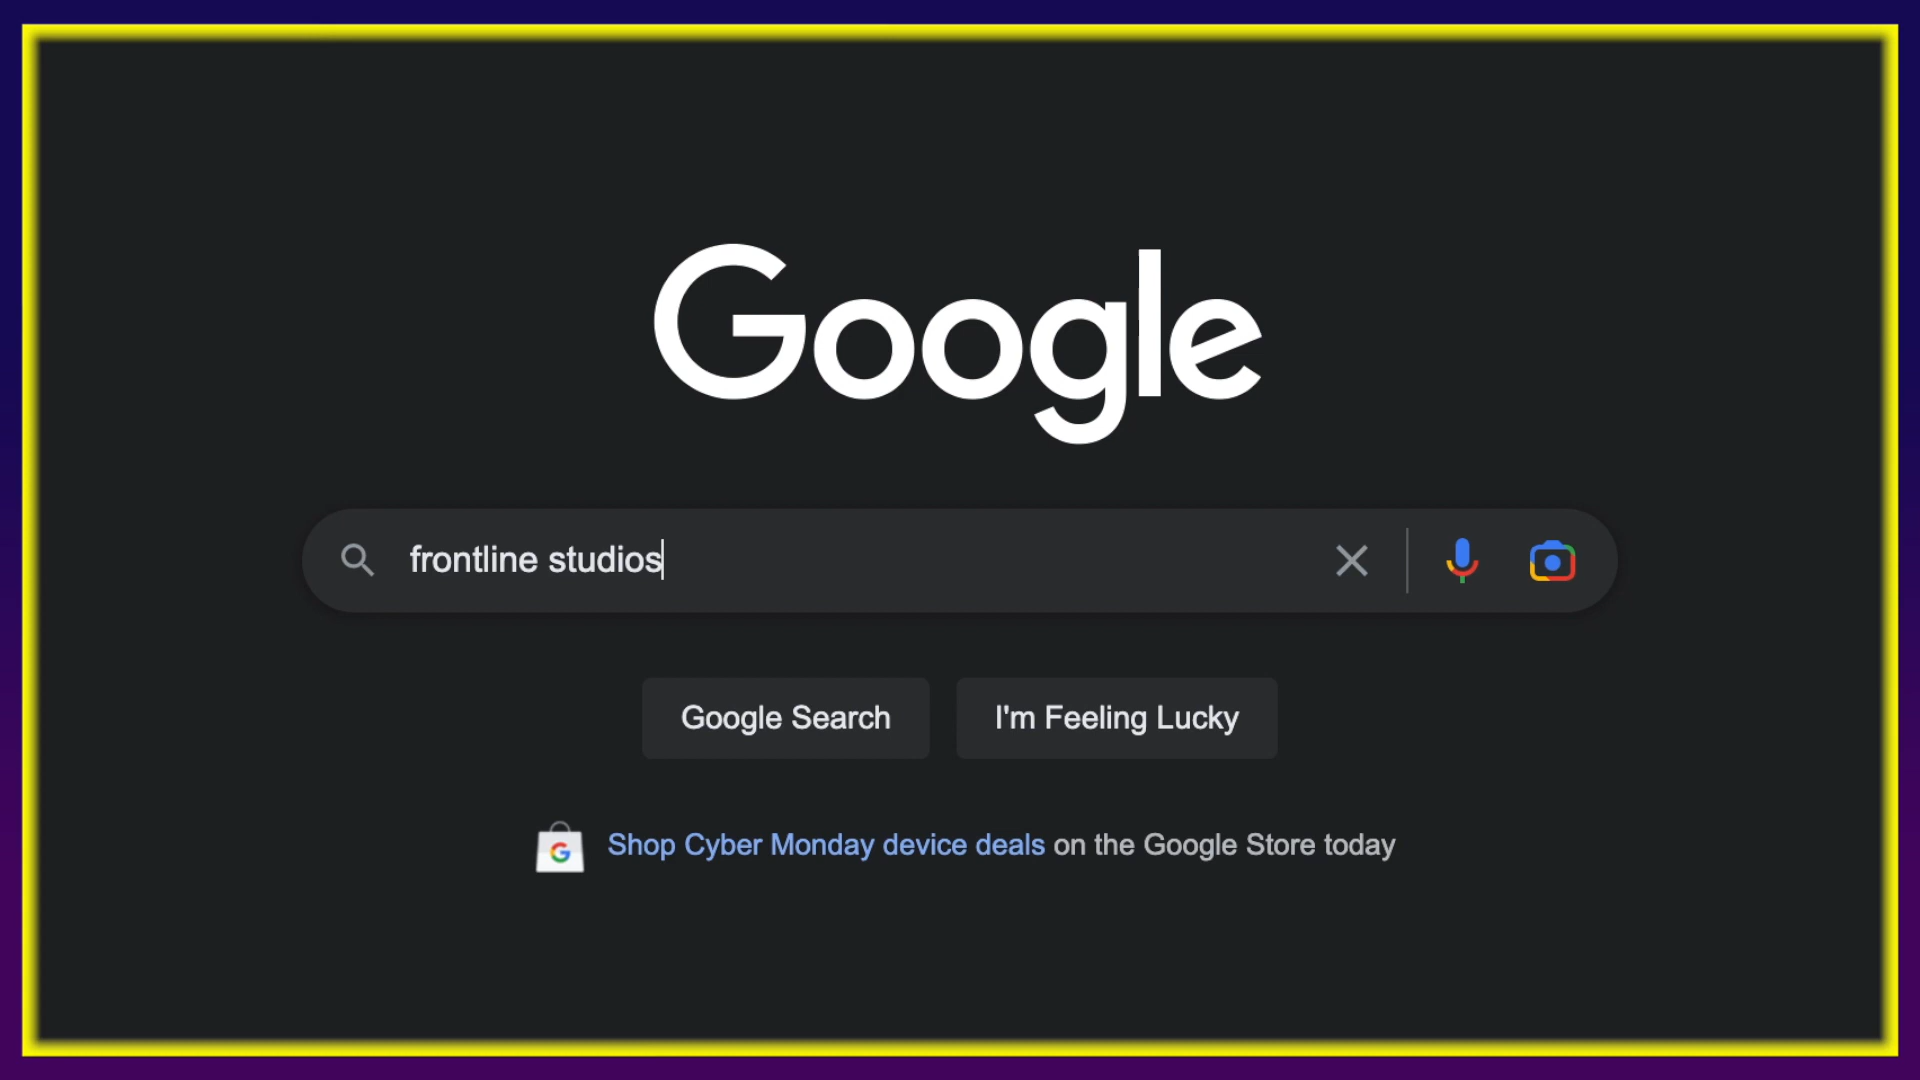 Google
frontline studios
Google Search
I'm Feeling Lucky
Shop Cyber Monday device deals on the Google Store today